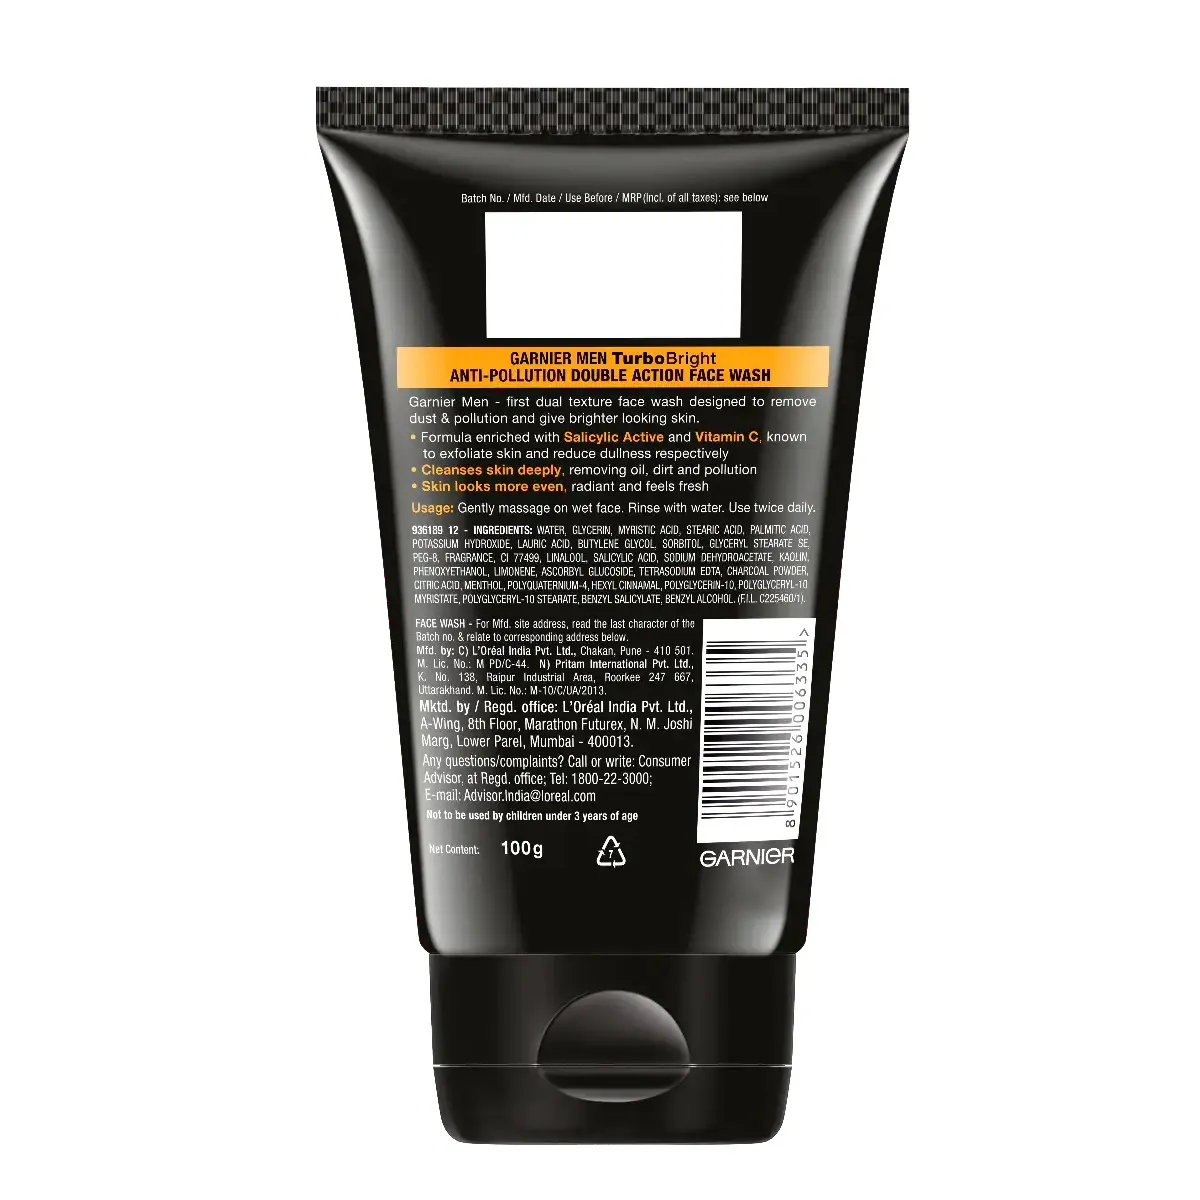 Batch No. / Mfd. Date / Use Before / MRP(Incl. of all taxes): see below
GARNIER MEN TurboBright
ANTI-POLLUTION DOUBLE ACTION FACE WASH
Garnier Men - first dual texture face wash designed to remove
dust & pollution and give brighter looking skin.
• Formula enriched with Salicylic Active and Vitamin C, known
to exfoliate skin and reduce dullness respectively
• Cleanses skin deeply, removing oil, dirt and pollution
• Skin looks more even, radiant and feels fresh
Usage: Gently massage on wet face. Rinse with water. Use twice daily.
936189 12 - INGREDIENTS: WATER, GLYCERIN, MYRISTIC ACID, STEARIC ACID, PALMITIC ACID,
POTASSIUM HYDROXIDE, LAURIC ACID, BUTYLENE GLYCOL, SORBITOL, GLYCERYL STEARATE SE,
PEG-8, FRAGRANCE, CI 77499, LINALOOL, SALICYLIC ACID, SODIUM DEHYDROACETATE, KAOLIN,
PHENOXYETHANOL, LIMONENE, ASCORBYL GLUCOSIDE, TETRASODIUM EDTA, CHARCOAL POWDER,
CITRIC ACID, MENTHOL, POLYQUATERNIUM-4, HEXYL CINNAMAL, POLYGLYCERIN-10, POLYGLYCERYL-10
MYRISTATE, POLYGLYCERYL-10 STEARATE, BENZYL SALICYLATE, BENZYL ALCOHOL. (F.I.L. C225460/1).
FACE WASH - For Mfd. site address, read the last character of the
Batch no. & relate to corresponding address below.
Mfd. by: C) L'Oréal India Pvt. Ltd., Chakan, Pune - 410 501.
M. Lic. No.: M PD/C-44. N) Pritam International Pvt. Ltd.,
K. No. 138, Raipur Industrial Area, Roorkee 247 667,
Uttarakhand. M. Lic. No.: M-10/C/UA/2013.
Mktd. by / Regd. office: L'Oréal India Pvt. Ltd.,
A-Wing, 8th Floor, Marathon Futurex, N. M. Joshi
Marg, Lower Parel, Mumbai - 400013.
Any questions/complaints? Call or write: Consumer
Advisor, at Regd. office; Tel: 1800-22-3000;
E-mail: Advisor.India@loreal.com
Not to be used by children under 3 years of age
Net Content: 100g
7
8 901526 006335 >
GARNIER